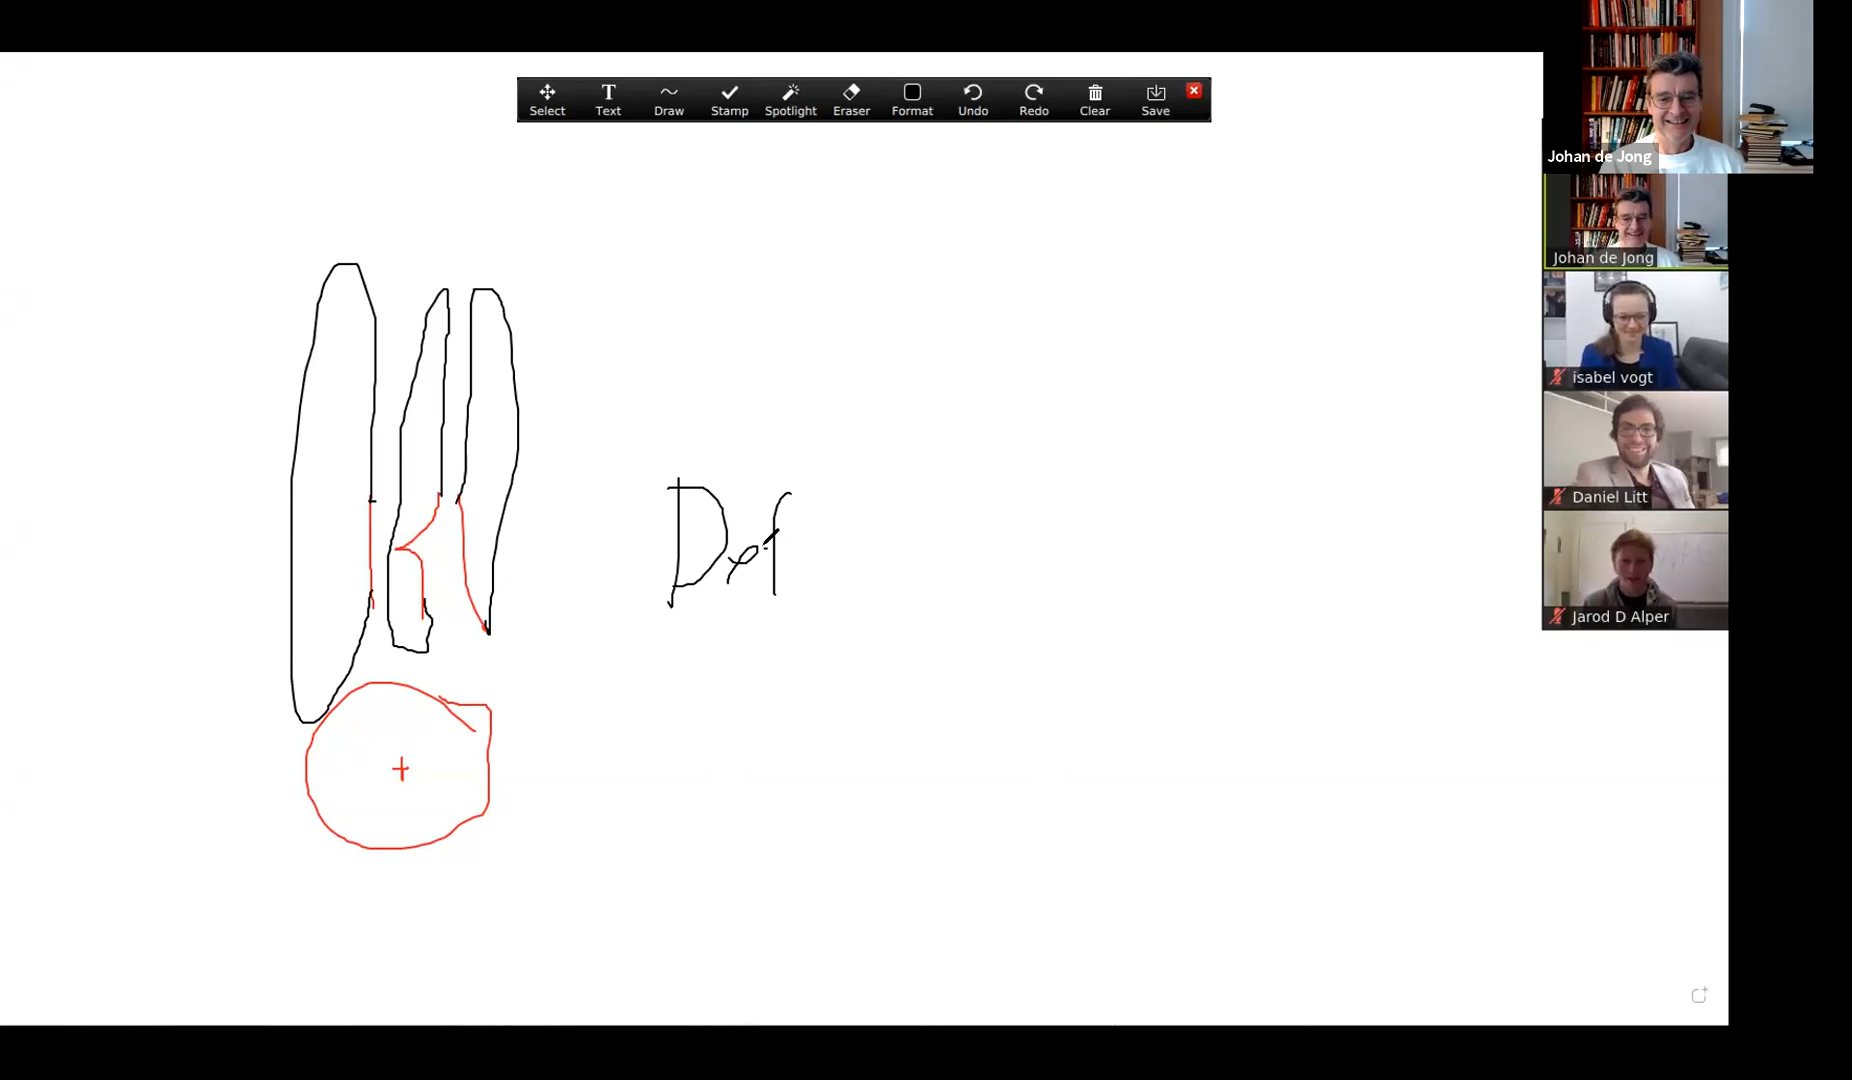 Select Text Draw Stamp Spotlight Eraser Format Undo Redo Clear Save
Johan de Jong
Johan de Jong
isabel vogt
Daniel Litt
Jarod D Alper
Def
+